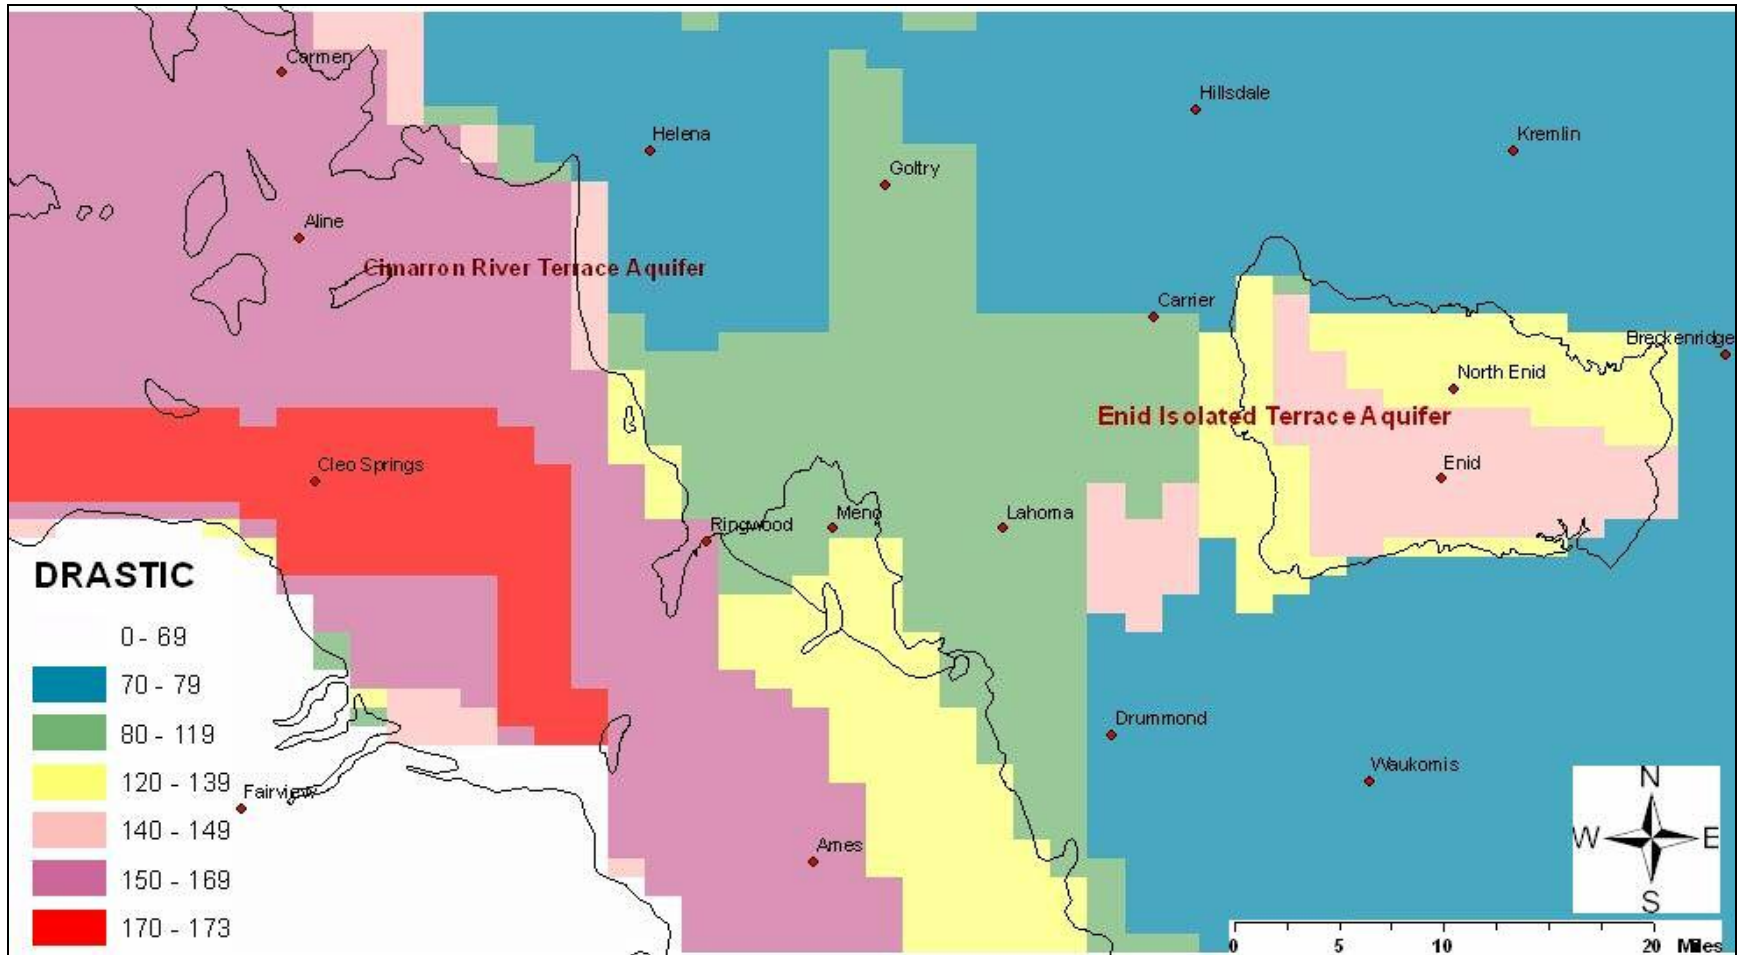 Carmen
Hillsdale
Helena
Kremlin
Goltry
Aline
Cimarron River Terrace Aquifer
Carrier
Breckenridge
North Enid
Enid Isolated Terrace Aquifer
Cleo Springs
Enid
Ringwood
Meno
Lahoma
DRASTIC
0 - 69
70 - 79
80 - 119
120 - 139
140 - 149
150 - 169
170 - 173
Fairview
Drummond
Waukomis
Ames
N
W
E
S
0 5 10 20 Miles